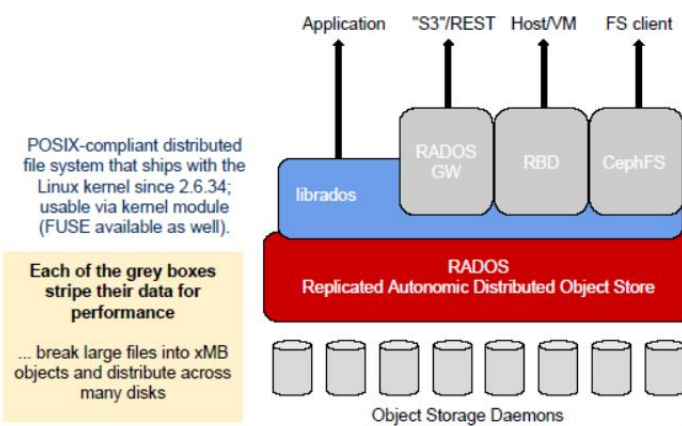 Application
"S3"/REST
Host/VM
FS client
POSIX-compliant distributed
file system that ships with the
Linux kernel since 2.6.34;
usable via kernel module
(FUSE available as well).
RADOS
GW
RBD
CephFS
librados
Each of the grey boxes
stripe their data for
performance
... break large files into xMB
objects and distribute across
many disks
RADOS
Replicated Autonomic Distributed Object Store
Object Storage Daemons